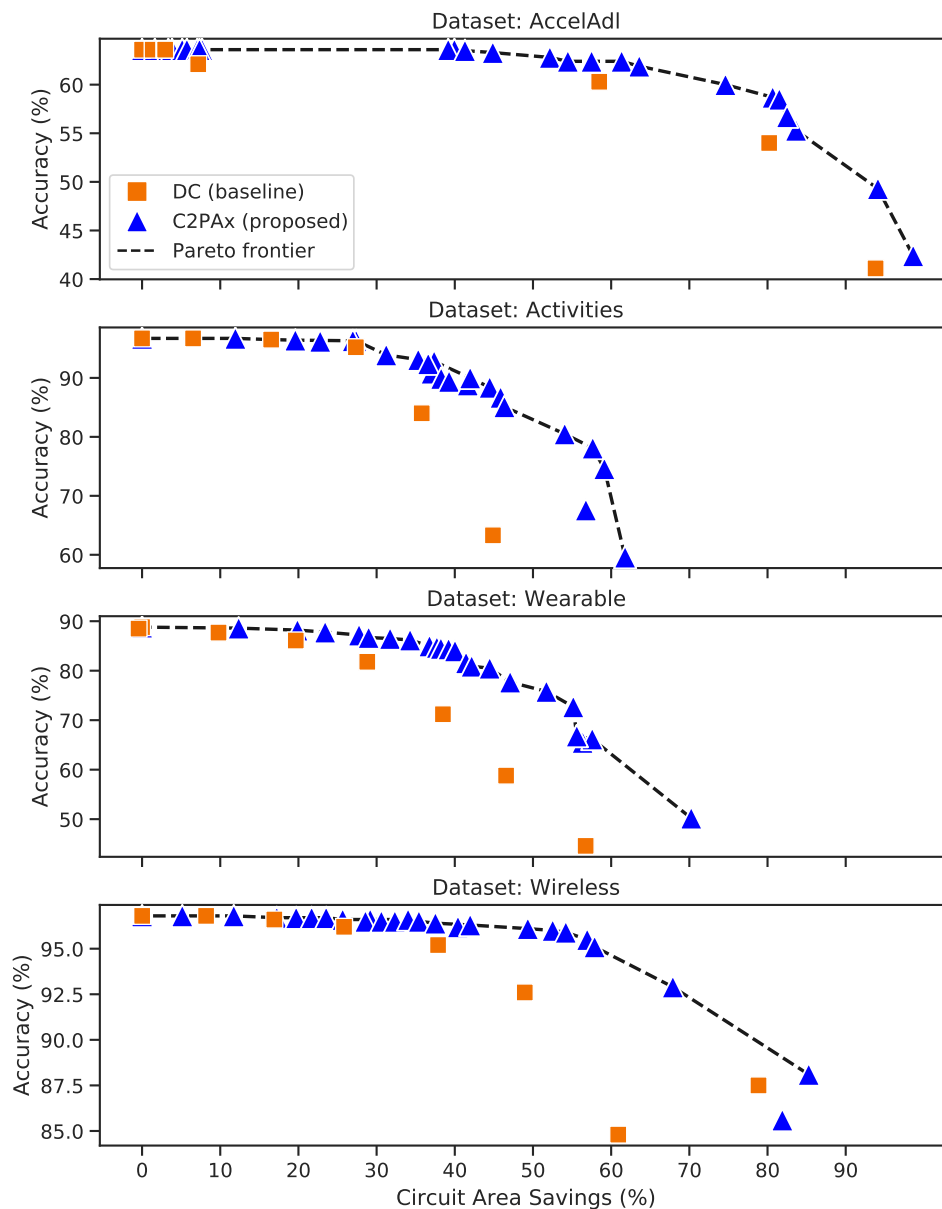 Dataset: AccelAdl
Accuracy (%)
60
55
50
45
40
DC (baseline)
C2PAx (proposed)
Pareto frontier
Dataset: Activities
Accuracy (%)
90
80
70
60
Dataset: Wearable
Accuracy (%)
90
80
70
60
50
Dataset: Wireless
Accuracy (%)
95.0
92.5
90.0
87.5
85.0
0 10 20 30 40 50 60 70 80 90
Circuit Area Savings (%)